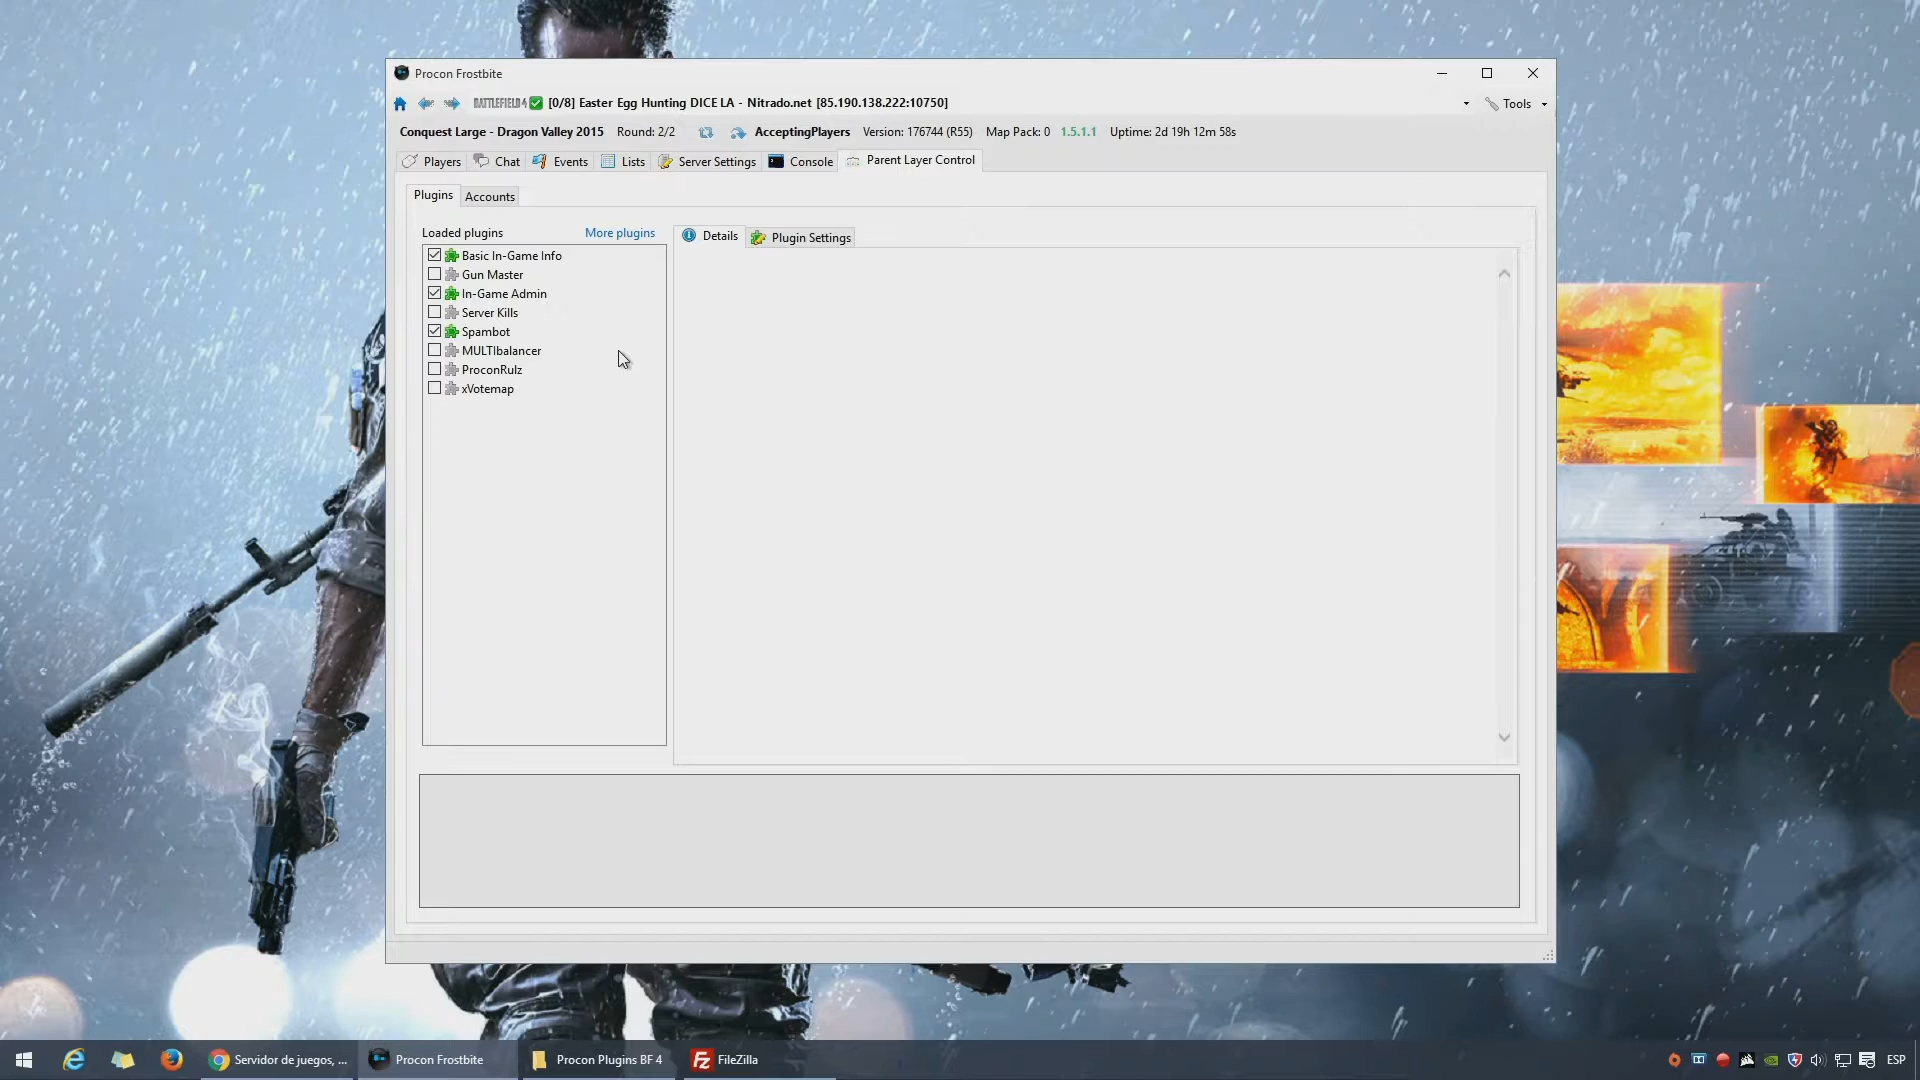 Procon Frostbite
BATTLEFIELD 4 [0/8] Easter Egg Hunting DICE LA - Nitrado.net [85.190.138.222:10750] Tools
Conquest Large - Dragon Valley 2015 Round: 2/2 AcceptingPlayers Version: 176744 (R55) Map Pack: 0 1.5.1.1 Uptime: 2d 19h 12m 58s
Players Chat Events Lists Server Settings Console Parent Layer Control
Plugins Accounts
Loaded plugins More plugins Details Plugin Settings
Basic In-Game Info
Gun Master
In-Game Admin
Server Kills
Spambot
MULTIbalancer
ProconRulz
xVotemap
Servidor de juegos, ... Procon Frostbite Procon Plugins BF 4 Fz FileZilla ESP